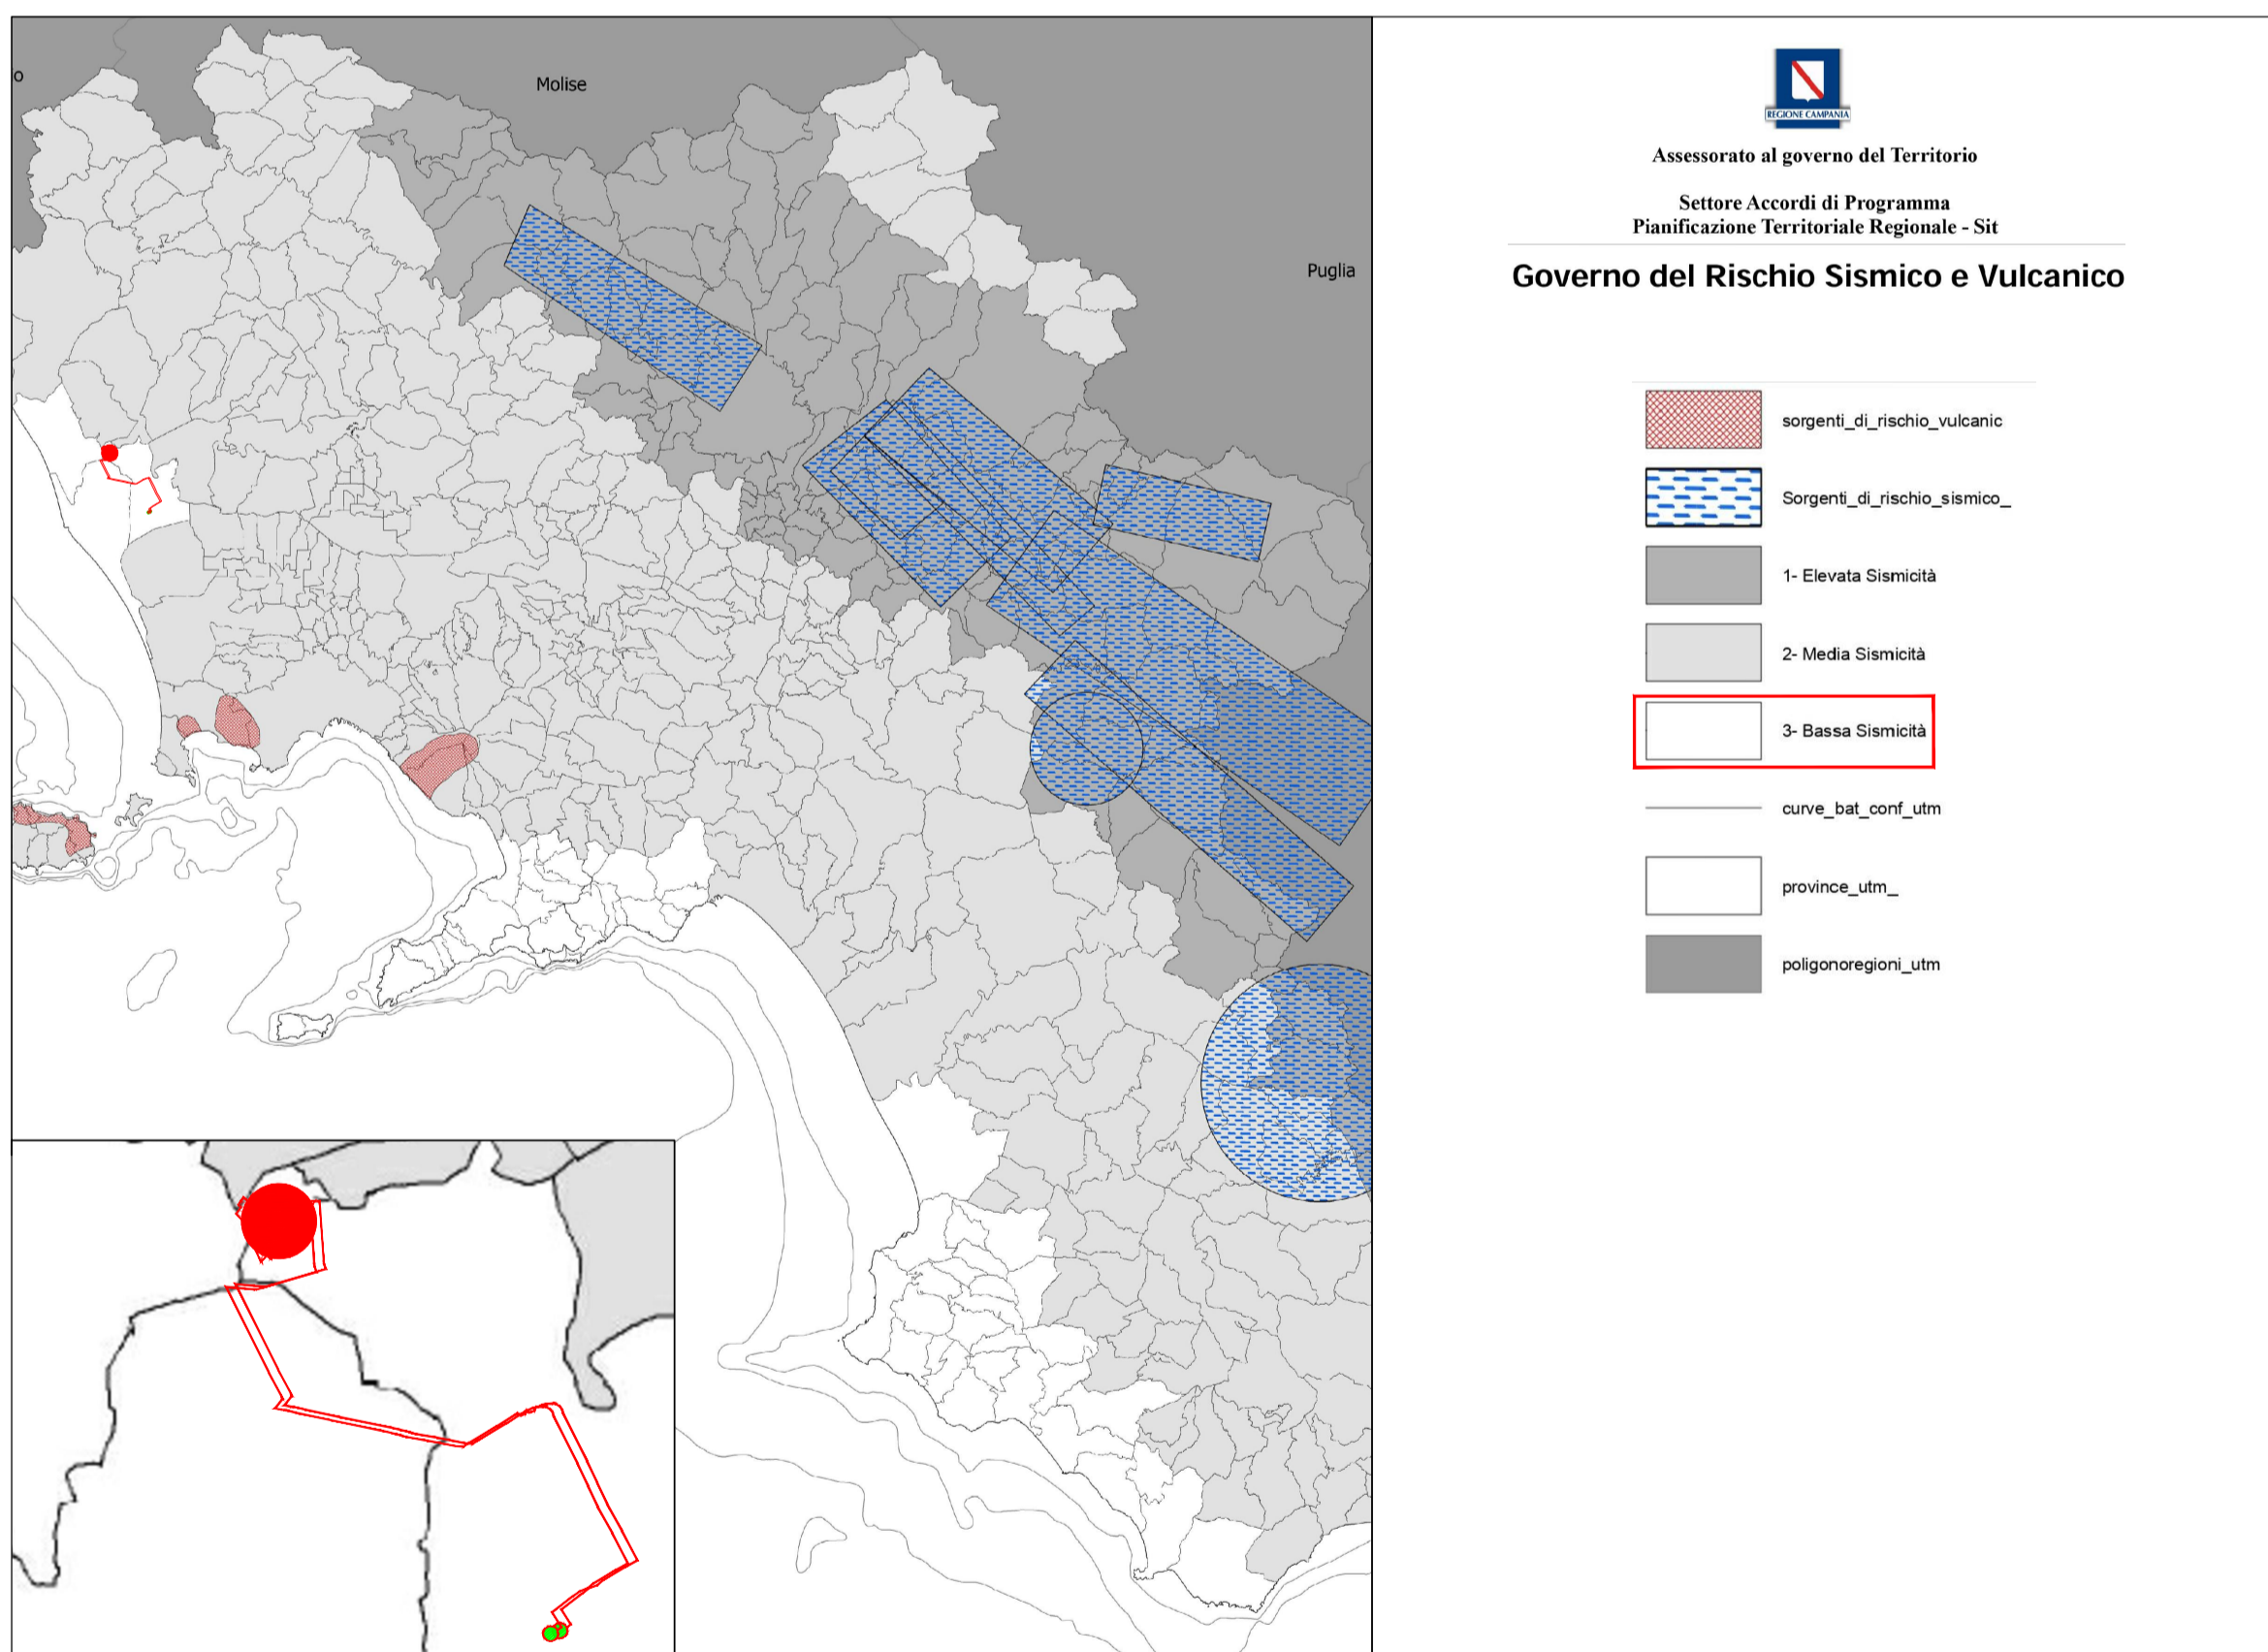 o
Molise
Puglia
REGIONE CAMPANIA
Assessorato al governo del Territorio
Settore Accordi di Programma
Pianificazione Territoriale Regionale - Sit
Governo del Rischio Sismico e Vulcanico
sorgenti_di_rischio_vulcanic
Sorgenti_di_rischio_sismico_
1- Elevata Sismicità
2- Media Sismicità
3- Bassa Sismicità
curve_bat_conf_utm
province_utm_
poligonoregioni_utm